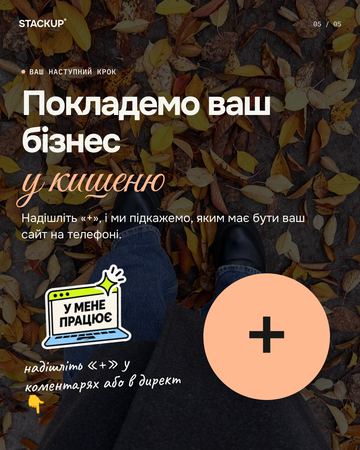 STACKUP®
05 / 05
ВАШ НАСТУПНИЙ КРОК
Покладемо ваш
бізнес
у кишеню
Надішліть «+», і ми підкажемо, яким має бути ваш
сайт на телефоні.
У МЕНЕ
ПРАЦЮЄ
+
надішліть «+» у
коментарях або в директ